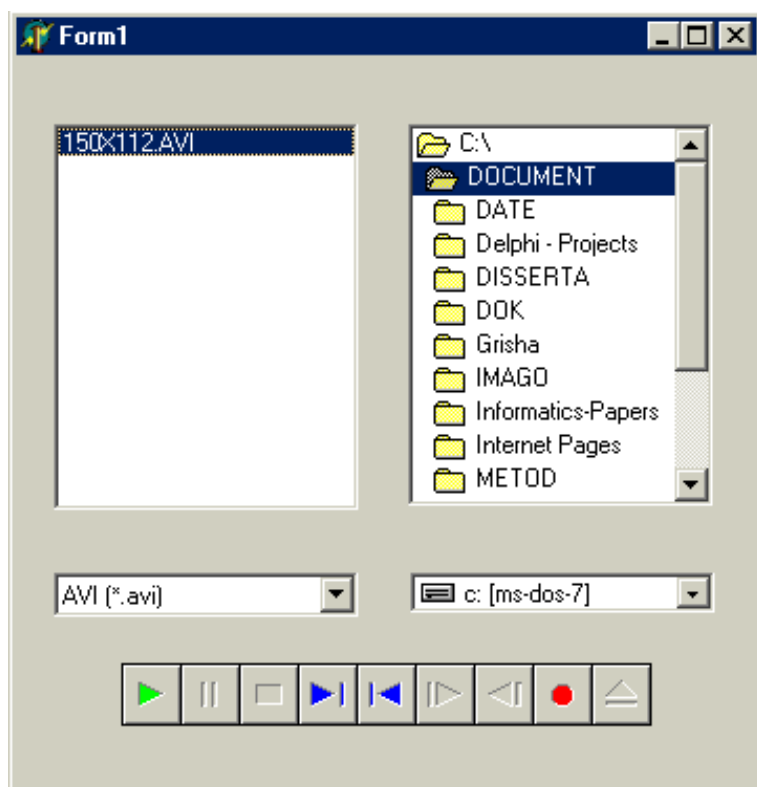 Form1
150X112.AVI
C:\
DOCUMENT
DATE
Delphi - Projects
DISSERTA
DOK
Grisha
IMAGO
Informatics-Papers
Internet Pages
METOD
AVI (*.avi)
c: [ms-dos-7]